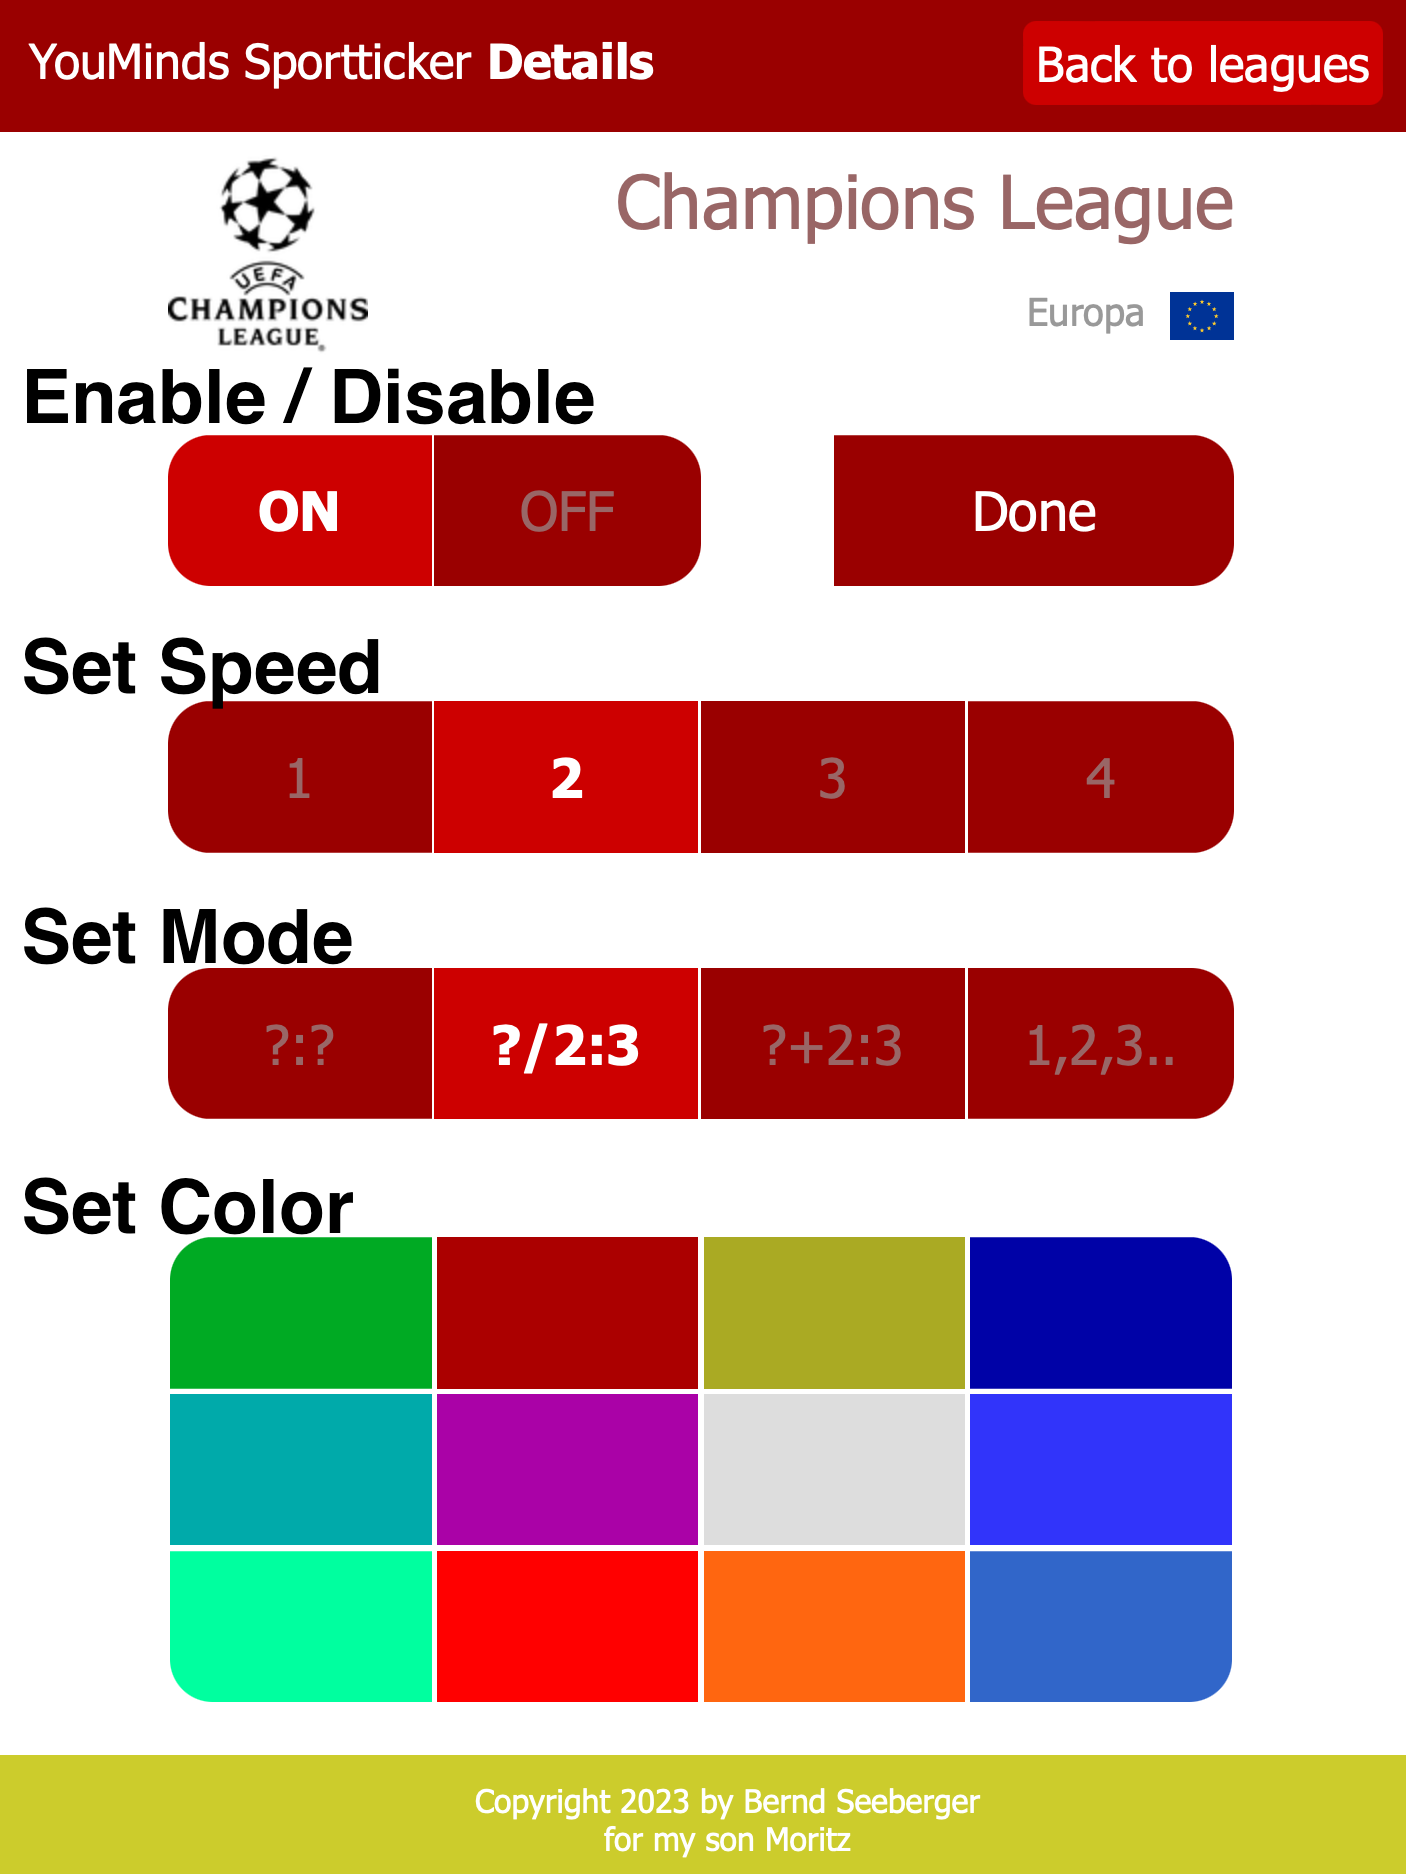 YouMinds Sportticker Details
Back to leagues
UEFA
CHAMPIONS
LEAGUE®
Champions League
Europa
Enable / Disable
ON
OFF
Done
Set Speed
1
2
3
4
Set Mode
?:?
?/2:3
?+2:3
1,2,3..
Set Color
Copyright 2023 by Bernd Seeberger
for my son Moritz